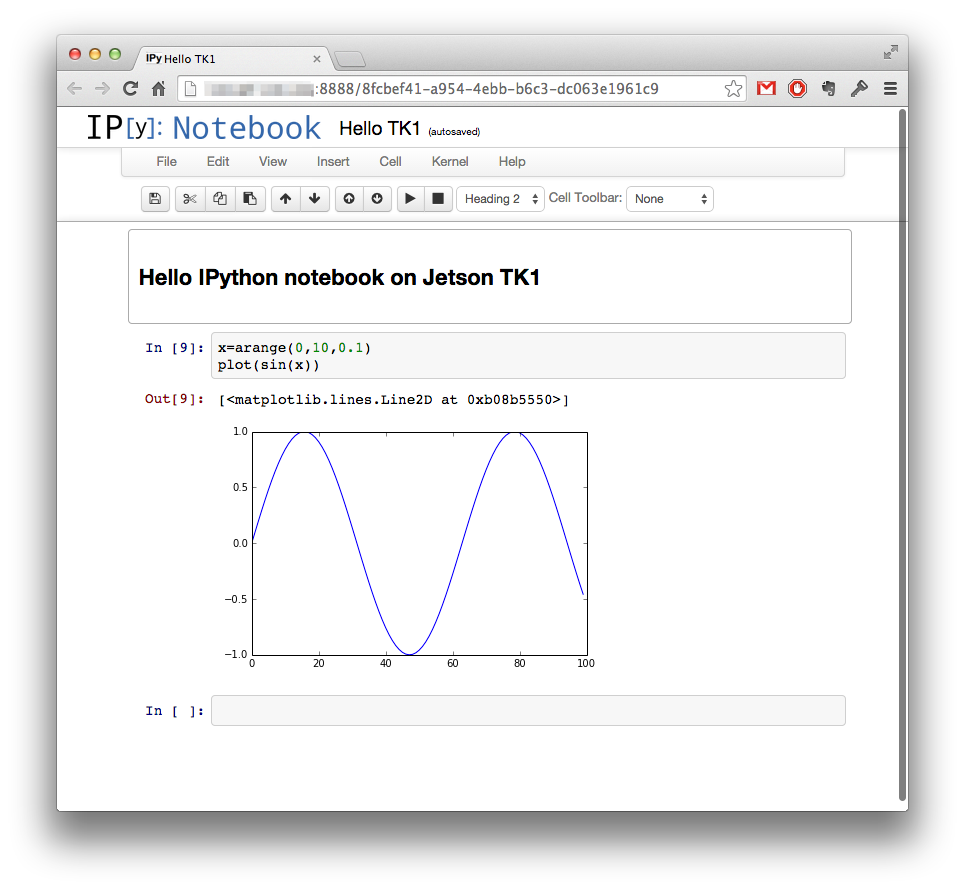 IPy Hello TK1
:8888/8fcbef41-a954-4ebb-b6c3-dc063e1961c9
IP[y]: Notebook Hello TK1 (autosaved)
File Edit View Insert Cell Kernel Help
Heading 2 Cell Toolbar: None
Hello IPython notebook on Jetson TK1
In [9]: x=arange(0,10,0.1)
plot(sin(x))
Out[9]: [<matplotlib.lines.Line2D at 0xb08b5550>]
1.0
0.5
0.0
−0.5
−1.0
0 20 40 60 80 100
In [ ]: